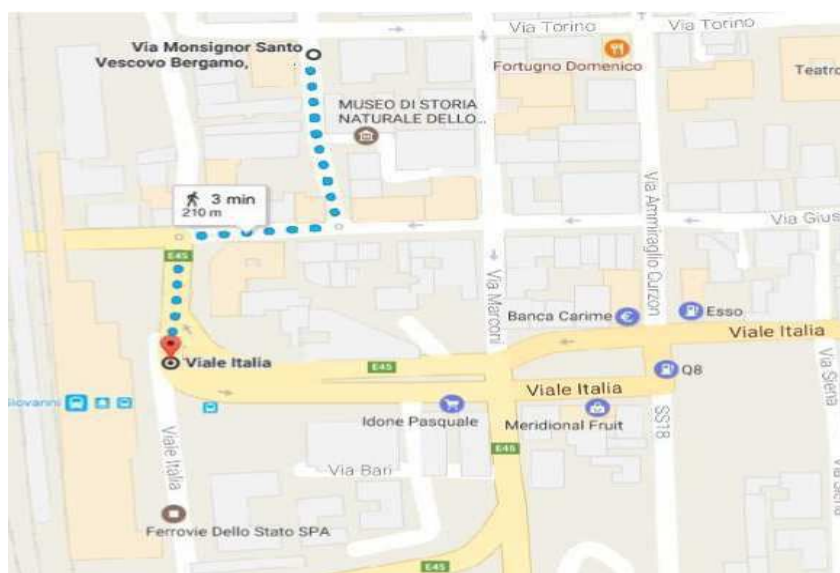 Via Torino
Via Torino
Via Monsignor Santo
Vescovo Bergamo,
Fortugno Domenico
Teatro
MUSEO DI STORIA
NATURALE DELLO...
3 min
210 m
Via Ammiraglio Curzon
Via Gius
E45
Via Marconi
Banca Carime
Esso
Viale Italia
Viale Italia
E45
Q8
Viale Italia
Giovanni
Idone Pasquale
Meridional Fruit
SS18
Via Siena
Viale Italia
Via Bari
E45
Ferrovie Dello Stato SPA
E45